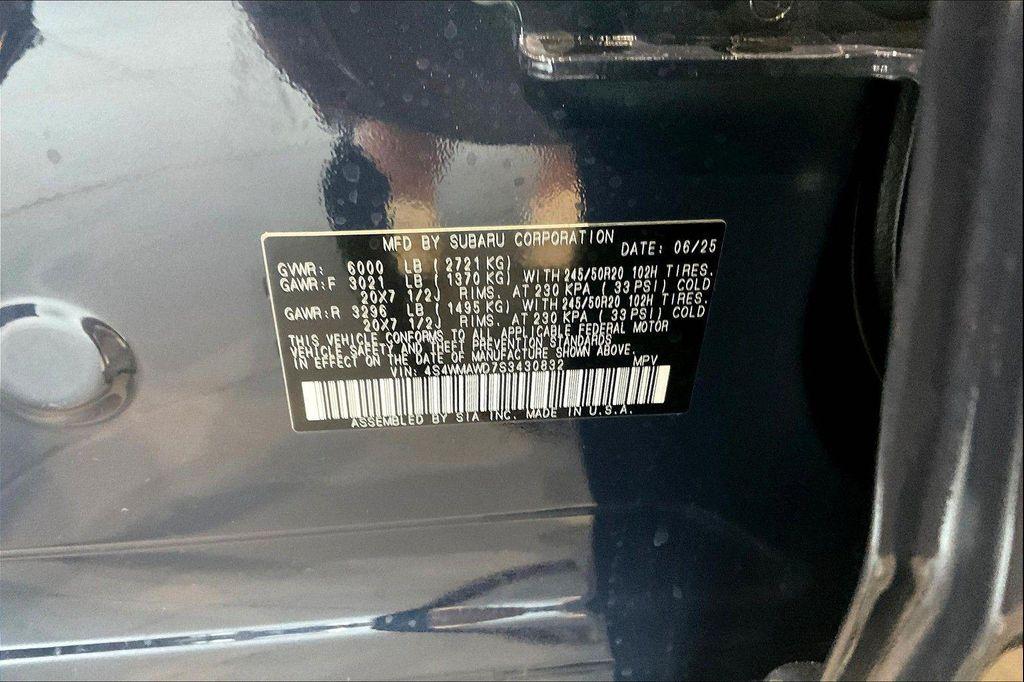 MFD BY SUBARU CORPORATION DATE: 06/25
GVWR: 6000 LB ( 2721 KG)
GAWR:F 3021 LB ( 1370 KG) WITH 245/50R20 102H TIRES.
20X7 1/2J RIMS. AT 230 KPA ( 33 PSI) COLD
GAWR:R 3296 LB ( 1495 KG) WITH 245/50R20 102H TIRES.
20X7 1/2J RIMS. AT 230 KPA ( 33 PSI) COLD
THIS VEHICLE CONFORMS TO ALL APPLICABLE FEDERAL MOTOR
VEHICLE SAFETY AND THEFT PREVENTION STANDARDS
IN EFFECT ON THE DATE OF MANUFACTURE SHOWN ABOVE.
VIN: 4S4WMAWD7S3430832 MPV
ASSEMBLED BY SIA INC. MADE IN U.S.A.